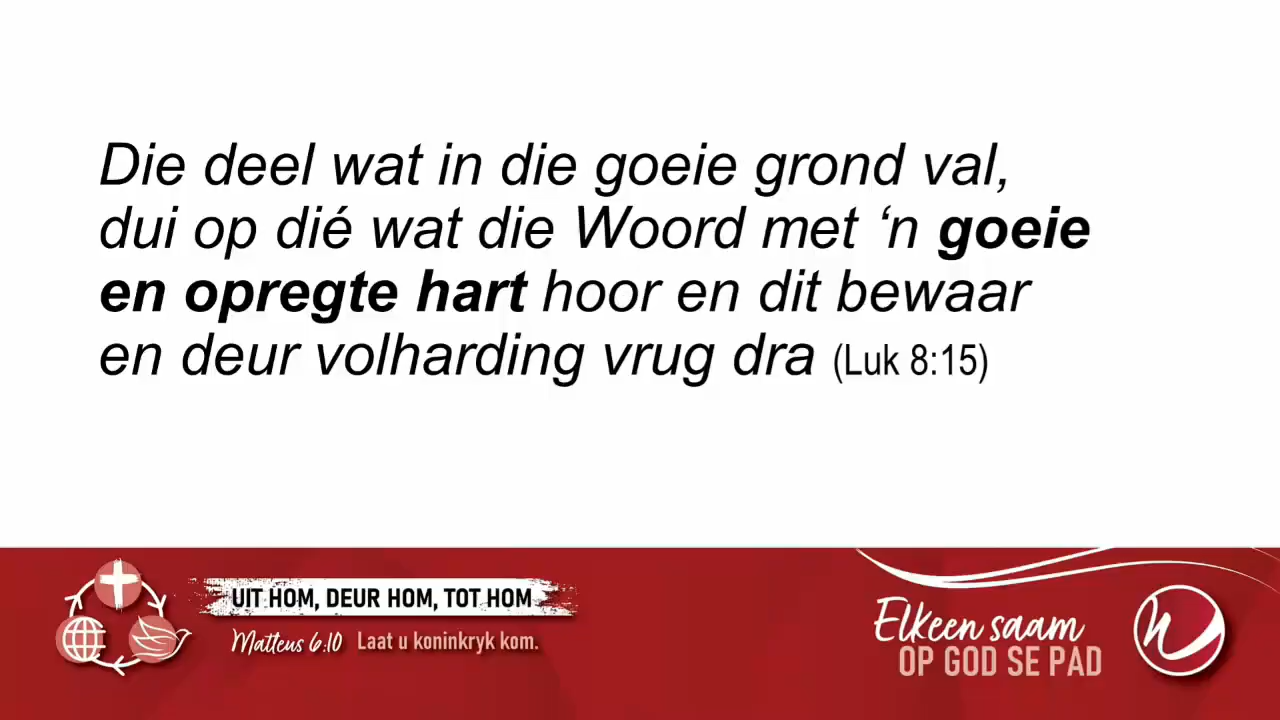 Die deel wat in die goeie grond val,
dui op dié wat die Woord met ‘n goeie
en opregte hart hoor en dit bewaar
en deur volharding vrug dra (Luk 8:15)
UIT HOM, DEUR HOM, TOT HOM
Matteus 6:10 Laat u koninkryk kom.
Elkeen saam
OP GOD SE PAD